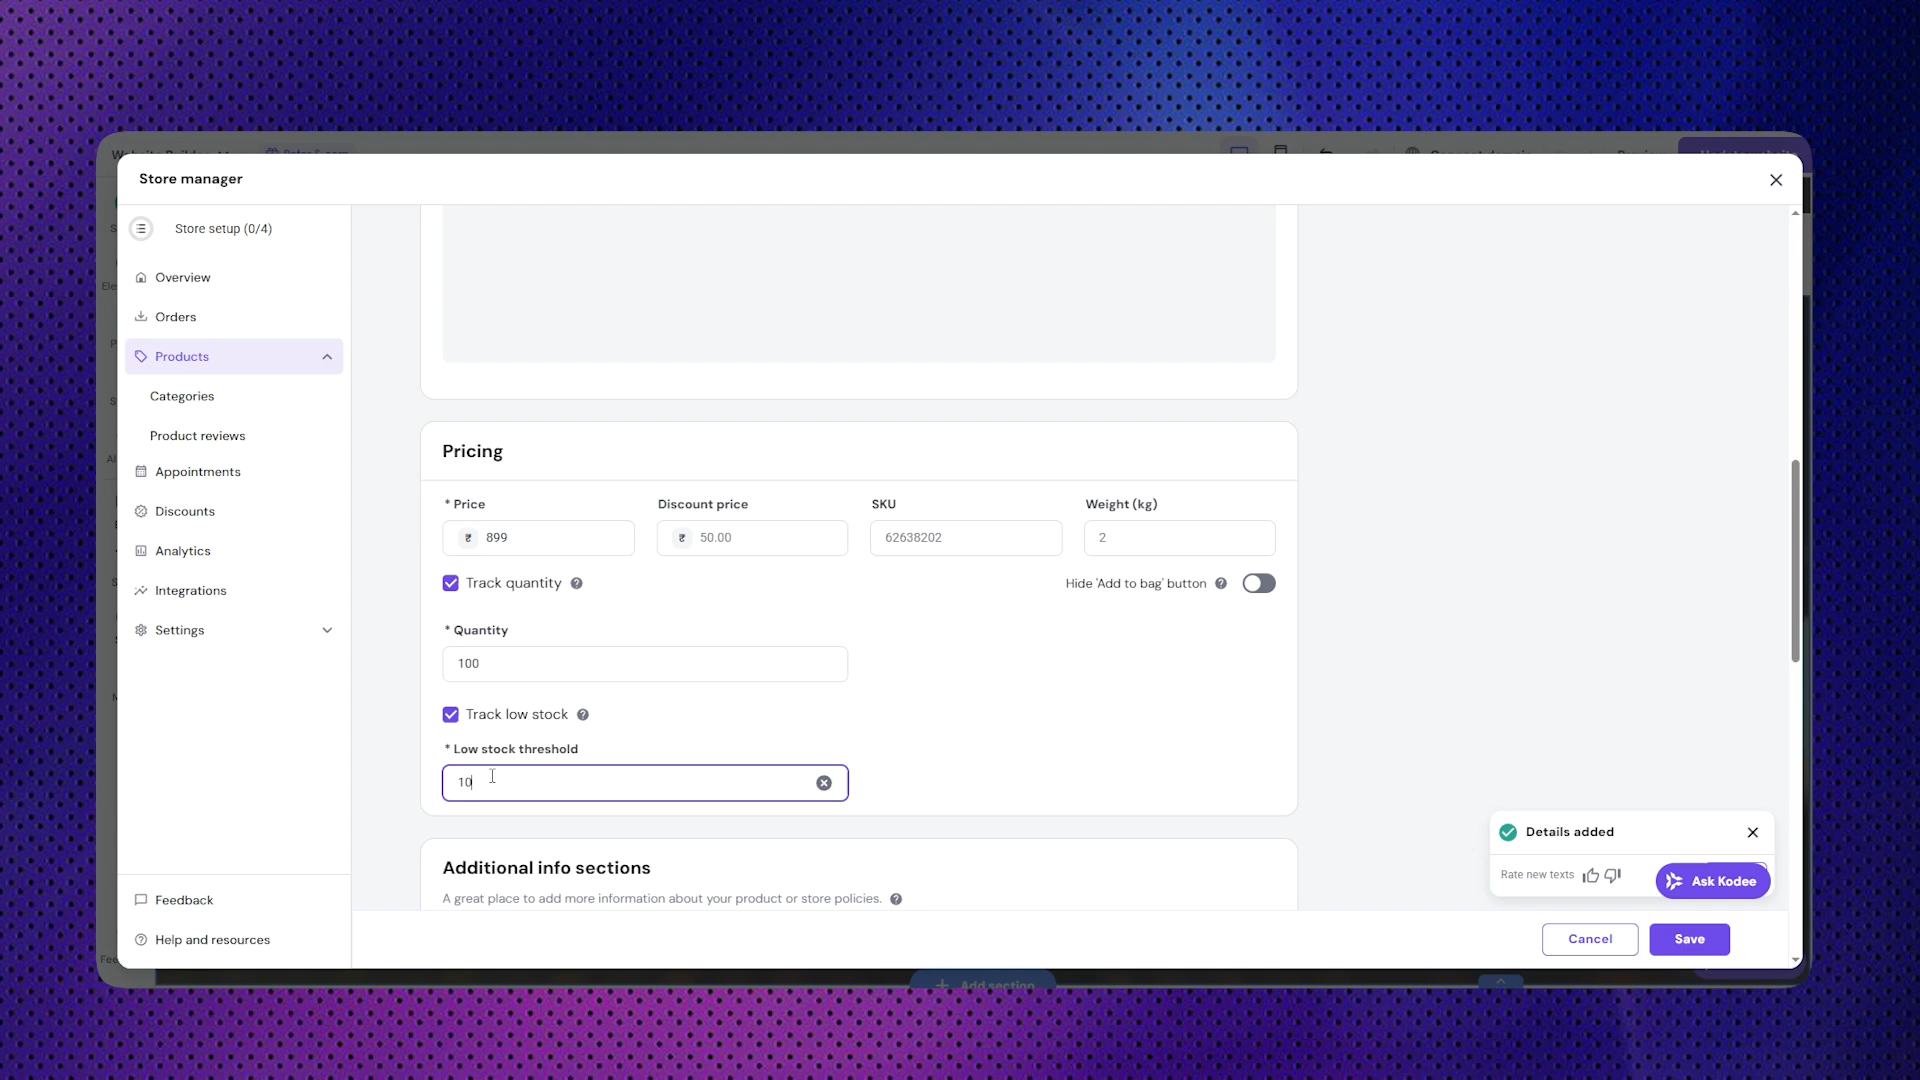 Store manager
Store setup (0/4)
Overview
Orders
Products
Categories
Product reviews
Appointments
Discounts
Analytics
Integrations
Settings
Feedback
Help and resources
Pricing
* Price
Discount price
SKU
Weight (kg)
₹ 899
₹ 50.00
62638202
2
Track quantity
Hide 'Add to bag' button
* Quantity
100
Track low stock
* Low stock threshold
10
Additional info sections
A great place to add more information about your product or store policies.
Details added
Rate new texts
Ask Kodee
Cancel
Save
Add section